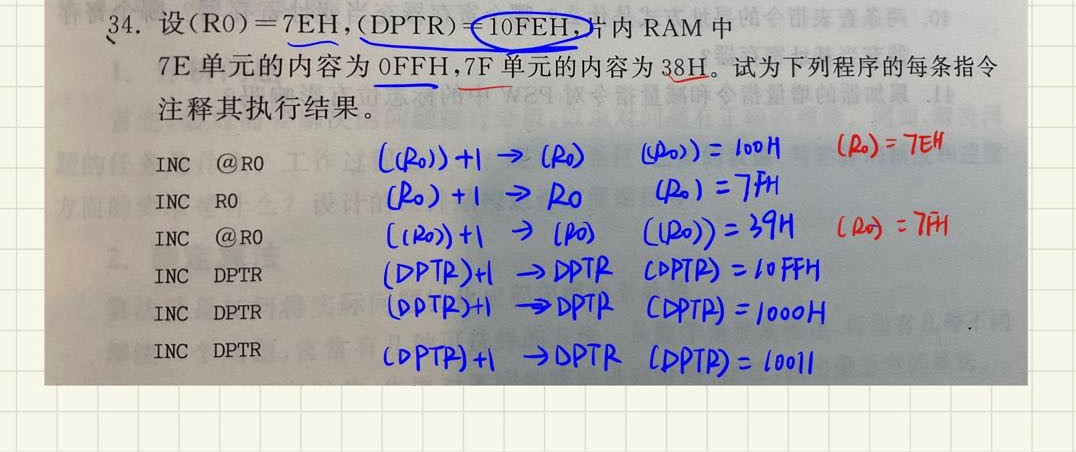 34. 设(R0)=7EH,(DPTR)=10FEH,片内 RAM 中
7E 单元的内容为 0FFH,7F 单元的内容为 38H。试为下列程序的每条指令
注释其执行结果。
INC @R0 ((R0))+1 → (R0) ((R0))=100H (R0)=7EH
INC R0 (R0)+1 → R0 (R0)=7FH
INC @R0 ((R0))+1 → (R0) ((R0))=39H (R0)=7FH
INC DPTR (DPTR)+1 → DPTR (DPTR)=10FFH
INC DPTR (DPTR)+1 → DPTR (DPTR)=1000H
INC DPTR (DPTR)+1 → DPTR (DPTR)=10011